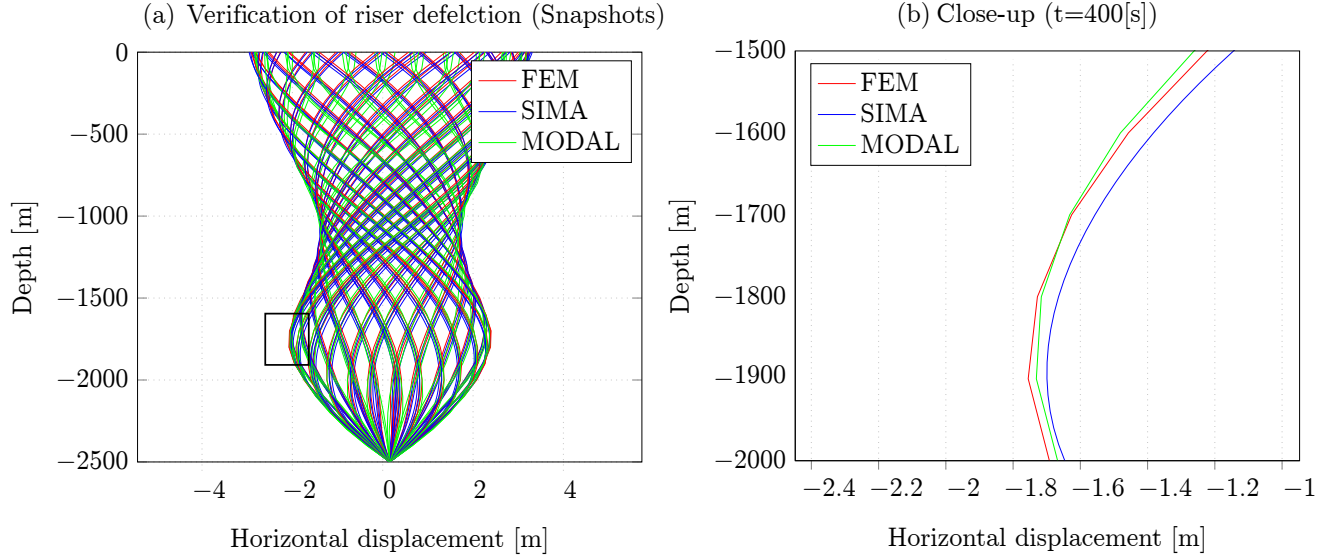 (a) Verification of riser defelction (Snapshots)
0
−500
−1000
−1500
−2000
−2500
−4
−2
0
2
4
Depth [m]
Horizontal displacement [m]
FEM
SIMA
MODAL
(b) Close-up (t=400[s])
−1500
−1600
−1700
−1800
−1900
−2000
−2.4
−2.2
−2
−1.8
−1.6
−1.4
−1.2
−1
Depth [m]
Horizontal displacement [m]
FEM
SIMA
MODAL